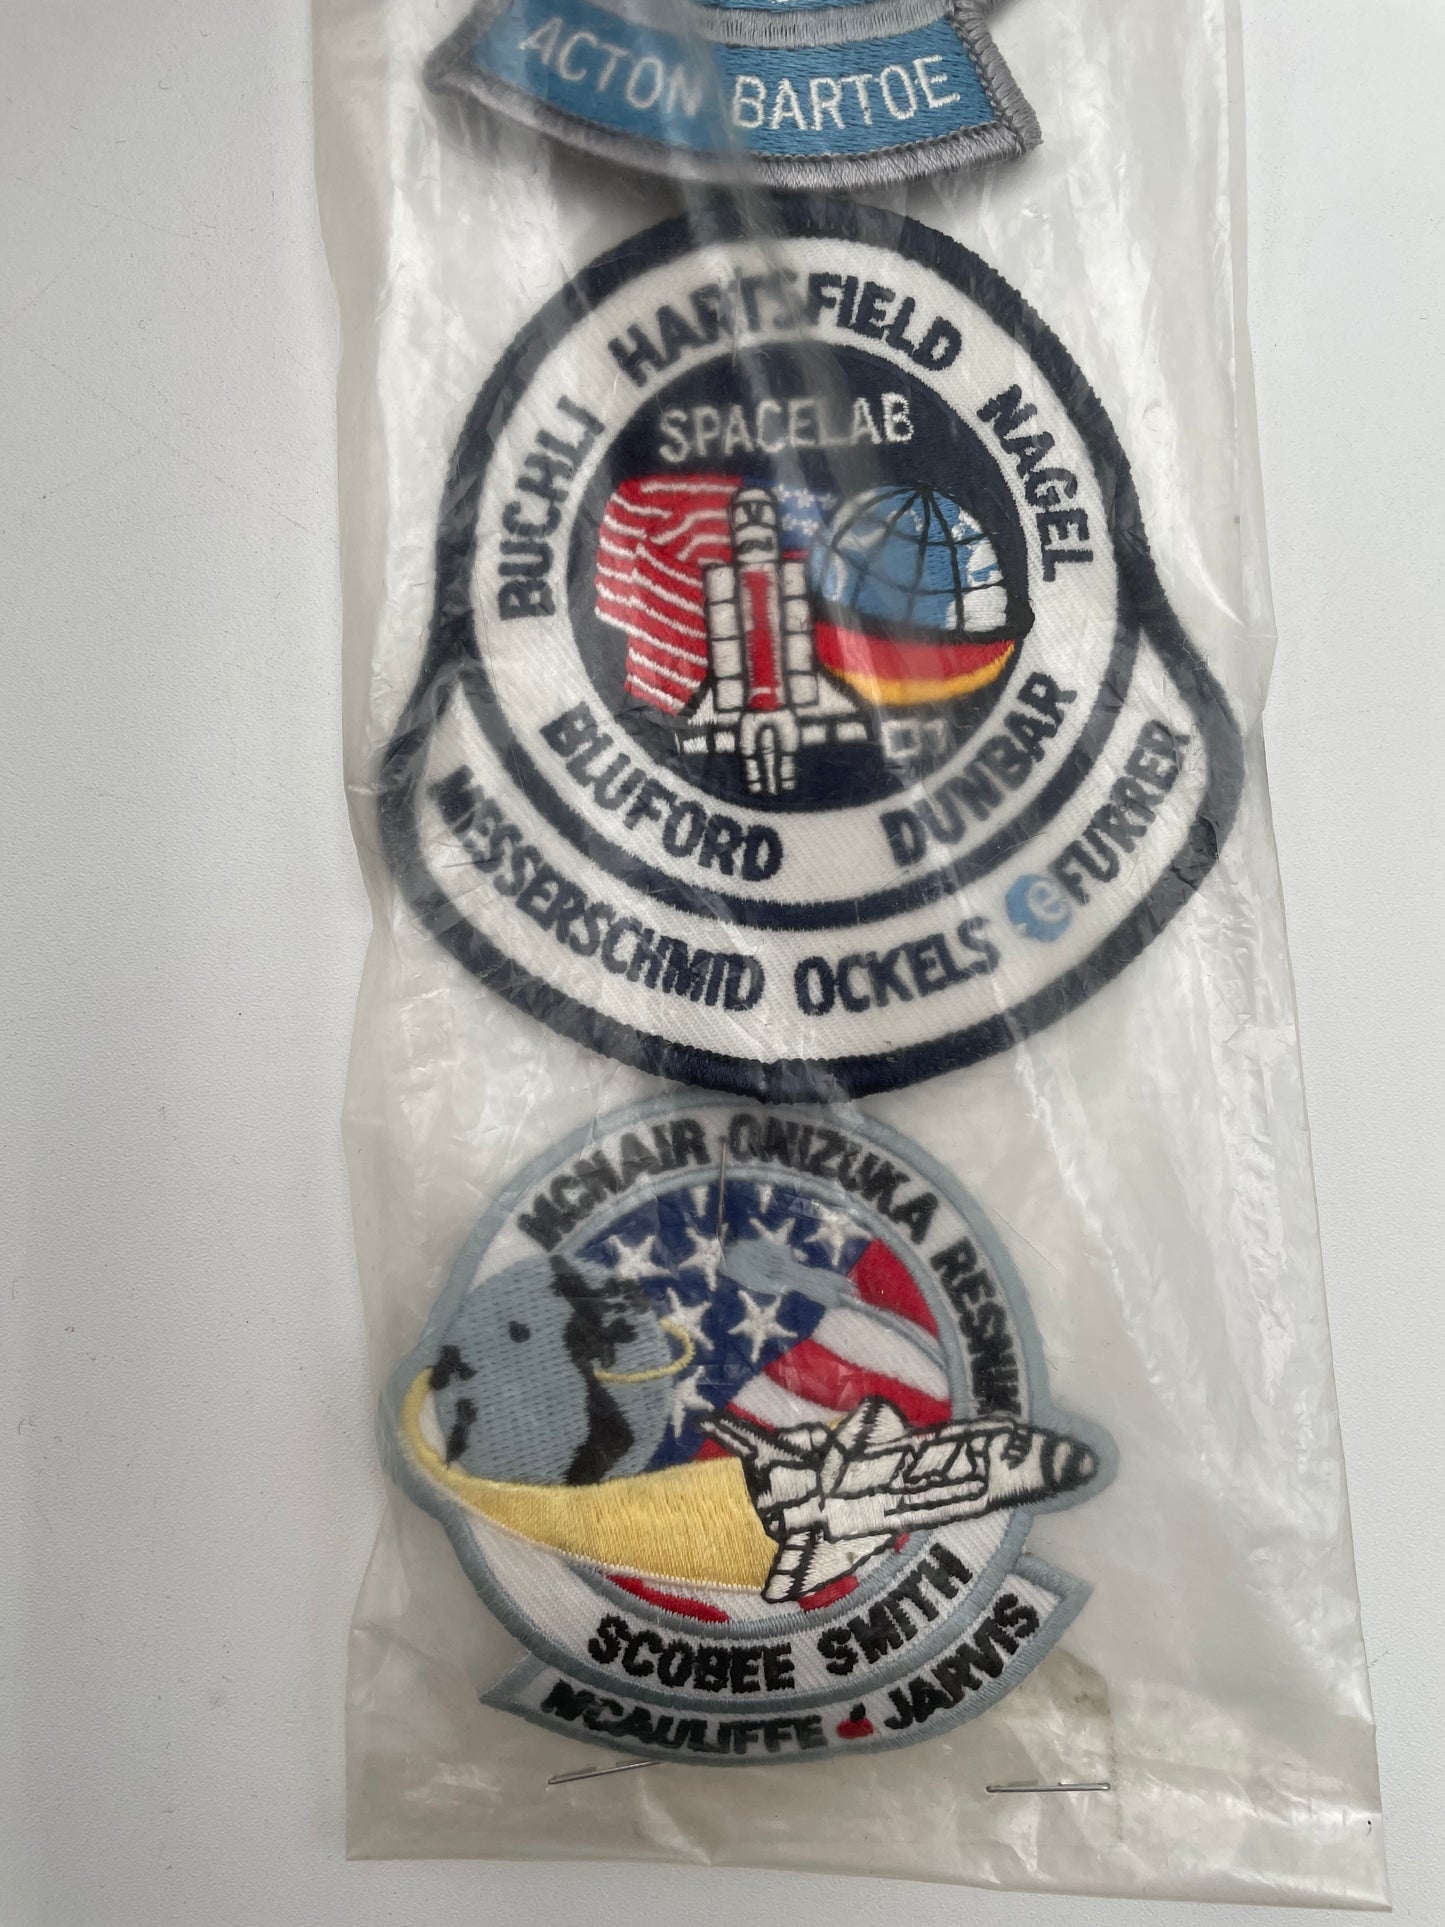 ACTON BARTOE
BUCHLI HARTSFIELD NAGEL
SPACELAB
BLUFORD DUNBAR
MESSERSCHMID OCKELS e FURRER
MCNAIR ONIZUKA RESNIK
SCOBEE SMITH
MCAULIFFE JARVIS